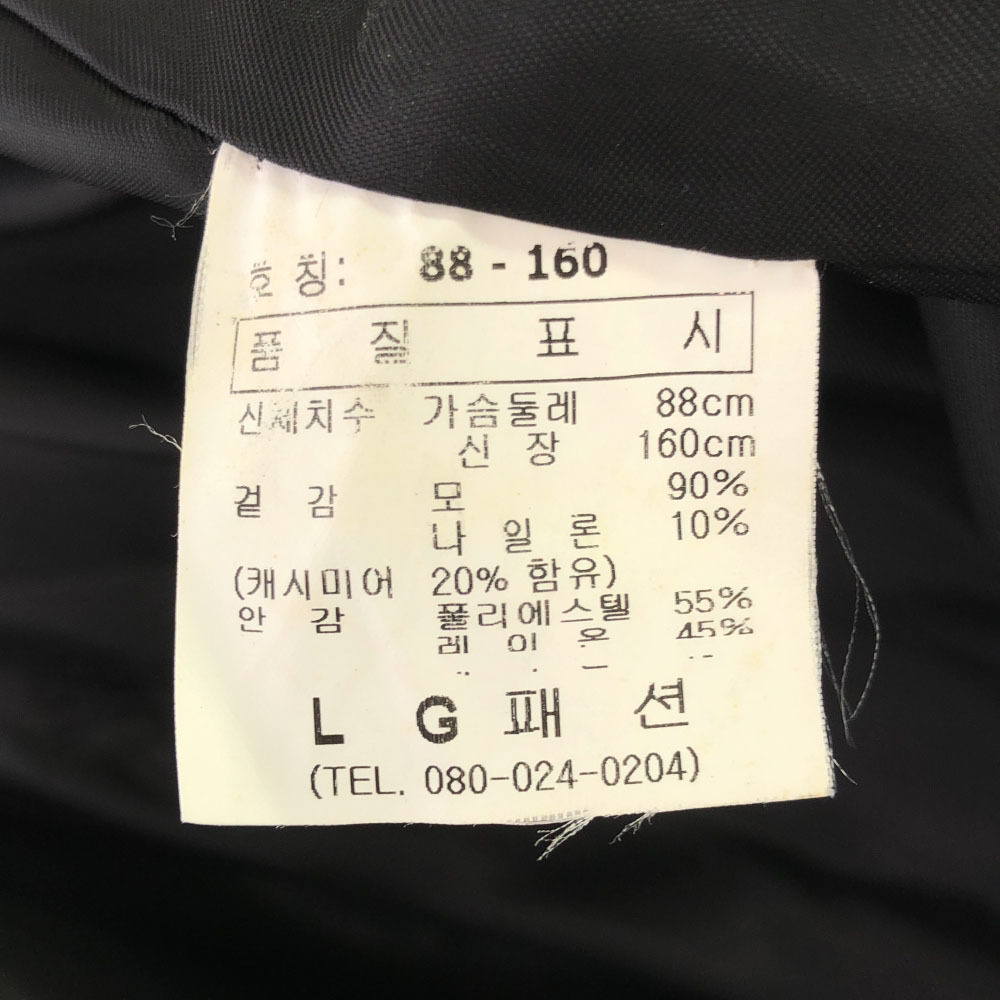 호칭: 88 - 160
품 질 표 시
신체치수 가슴둘레 88cm
신 장 160cm
겉 감 모 90%
나 일 론 10%
(캐시미어 20% 함유)
안 감 폴리에스텔 55%
레 이 온 45%
L G 패 션
(TEL. 080-024-0204)